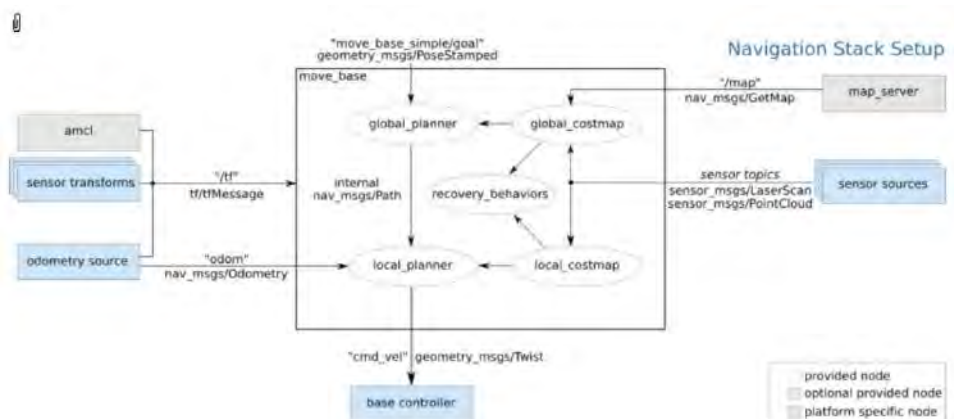 "move_base_simple/goal"
geometry_msgs/PoseStamped
Navigation Stack Setup
move_base
"/map"
nav_msgs/GetMap
map_server
amcl
global_planner
global_costmap
sensor transforms
"/tf"
tf/tfMessage
internal
nav_msgs/Path
recovery_behaviors
sensor topics
sensor_msgs/LaserScan
sensor_msgs/PointCloud
sensor sources
odometry source
"odom"
nav_msgs/Odometry
local_planner
local_costmap
"cmd_vel" geometry_msgs/Twist
base controller
provided node
optional provided node
platform specific node